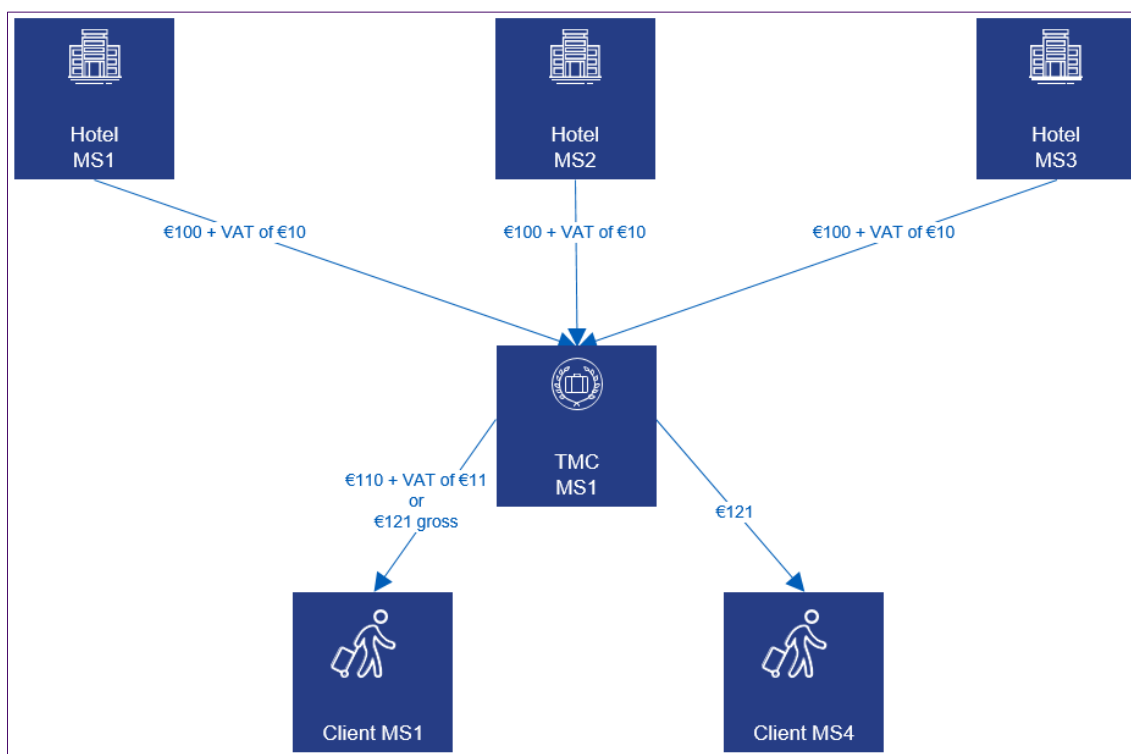 Hotel
MS1
Hotel
MS2
Hotel
MS3
€100 + VAT of €10
€100 + VAT of €10
€100 + VAT of €10
TMC
MS1
€110 + VAT of €11
or
€121 gross
€121
Client MS1
Client MS4